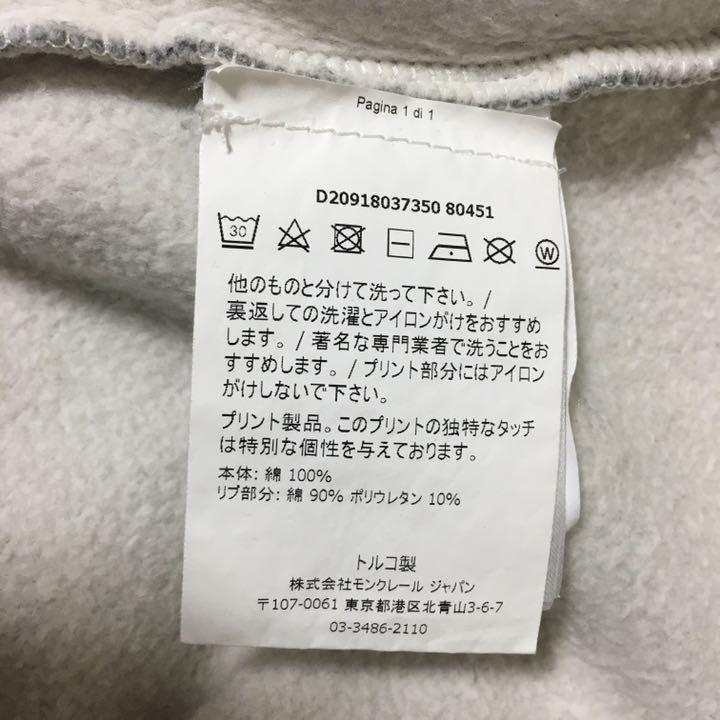 Pagina 1 di 1
D20918037350 80451
30
W
他のものと分けて洗って下さい。/
裏返しての洗濯とアイロンがけをおすすめ
します。/ 著名な専門業者で洗うことをお
すすめします。/ プリント部分にはアイロン
がけしないで下さい。
プリント製品。このプリントの独特なタッチ
は特別な個性を与えております。
本体: 綿 100%
リブ部分: 綿 90% ポリウレタン 10%
トルコ製
株式会社モンクレール ジャパン
〒107-0061 東京都港区北青山3-6-7
03-3486-2110